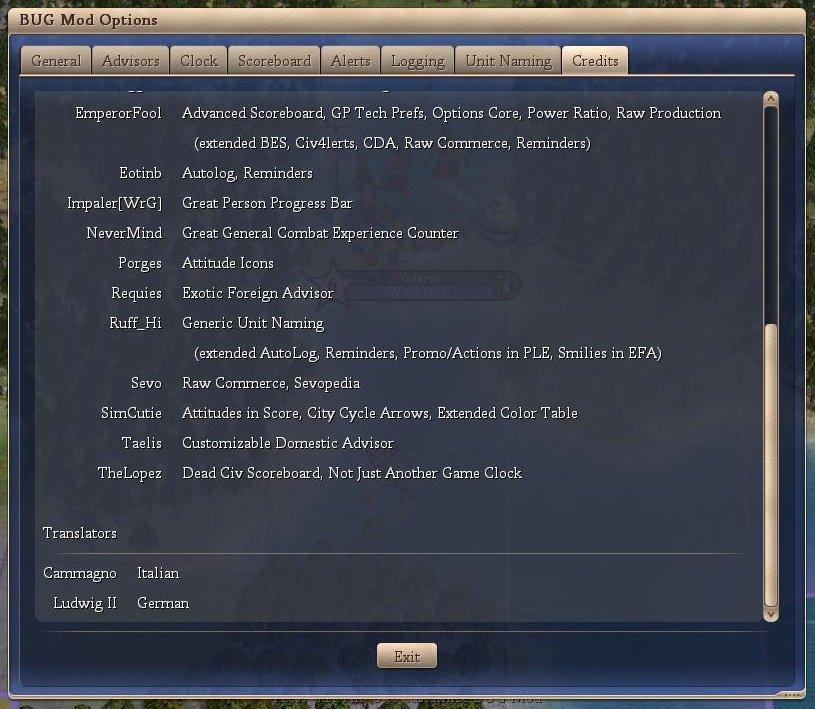 BUG Mod Options
General Advisors Clock Scoreboard Alerts Logging Unit Naming Credits
EmperorFool Advanced Scoreboard, GP Tech Prefs, Options Core, Power Ratio, Raw Production
(extended BES, Civ4lerts, CDA, Raw Commerce, Reminders)
Eotinb Autolog, Reminders
Impaler[WrG] Great Person Progress Bar
NeverMind Great General Combat Experience Counter
Porges Attitude Icons
Requies Exotic Foreign Advisor
Ruff_Hi Generic Unit Naming
(extended AutoLog, Reminders, Promo/Actions in PLE, Smilies in EFA)
Sevo Raw Commerce, Sevopedia
SimCutie Attitudes in Score, City Cycle Arrows, Extended Color Table
Taelis Customizable Domestic Advisor
TheLopez Dead Civ Scoreboard, Not Just Another Game Clock
Translators
Cammagno Italian
Ludwig II German
Exit